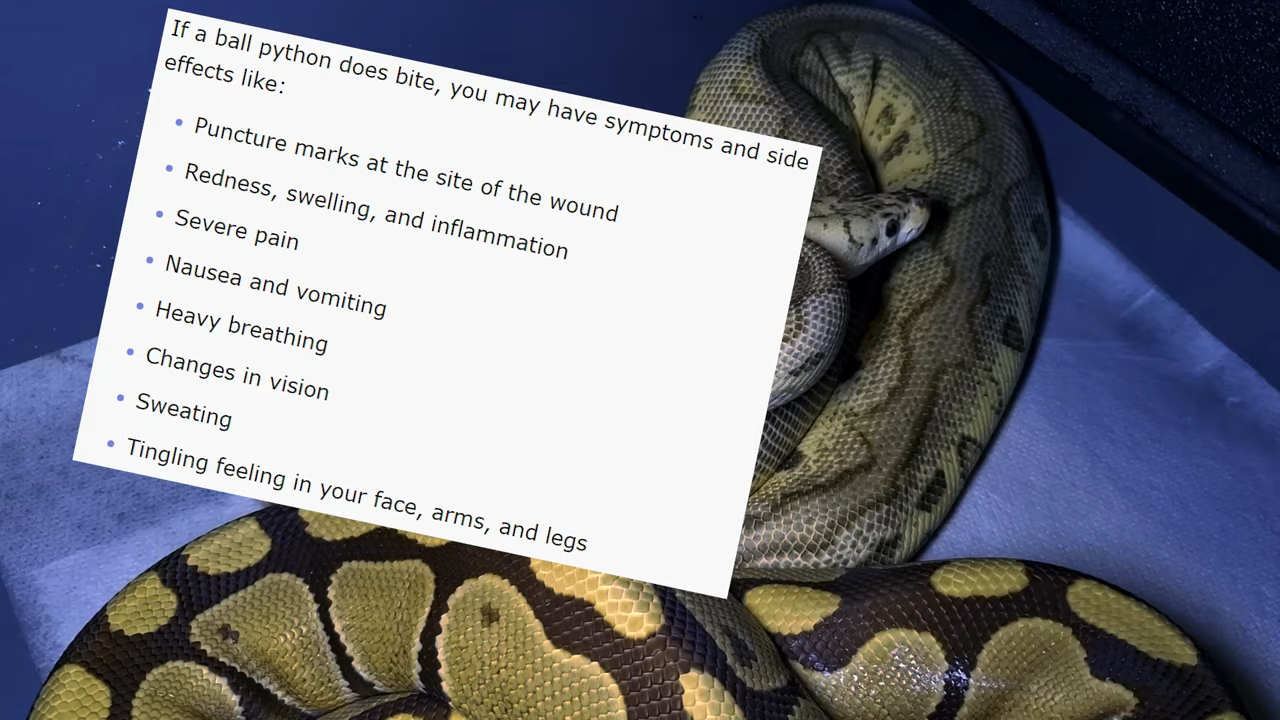 If a ball python does bite, you may have symptoms and side
effects like:
Puncture marks at the site of the wound
Redness, swelling, and inflammation
Severe pain
Nausea and vomiting
Heavy breathing
Changes in vision
Sweating
Tingling feeling in your face, arms, and legs